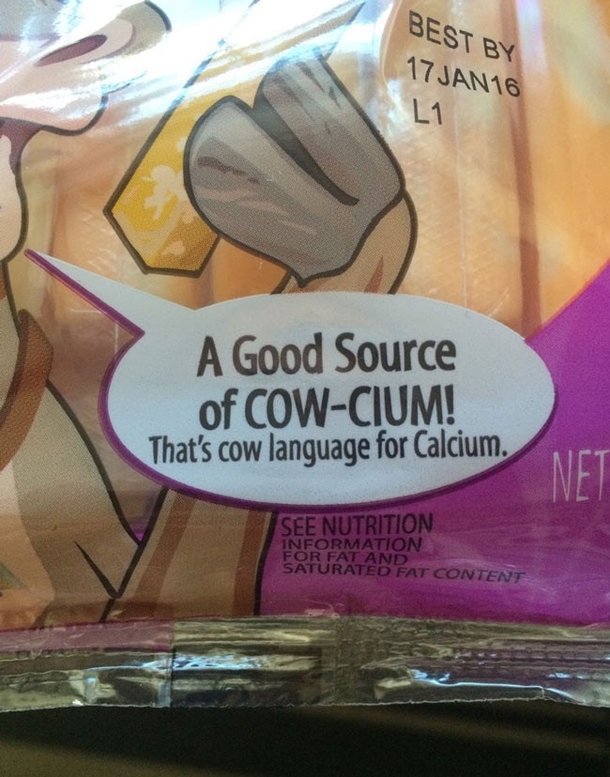 BEST BY
17JAN16
L1
A Good Source
of COW-CIUM!
That's cow language for Calcium.
NET
SEE NUTRITION
INFORMATION
FOR FAT AND
SATURATED FAT CONTENT